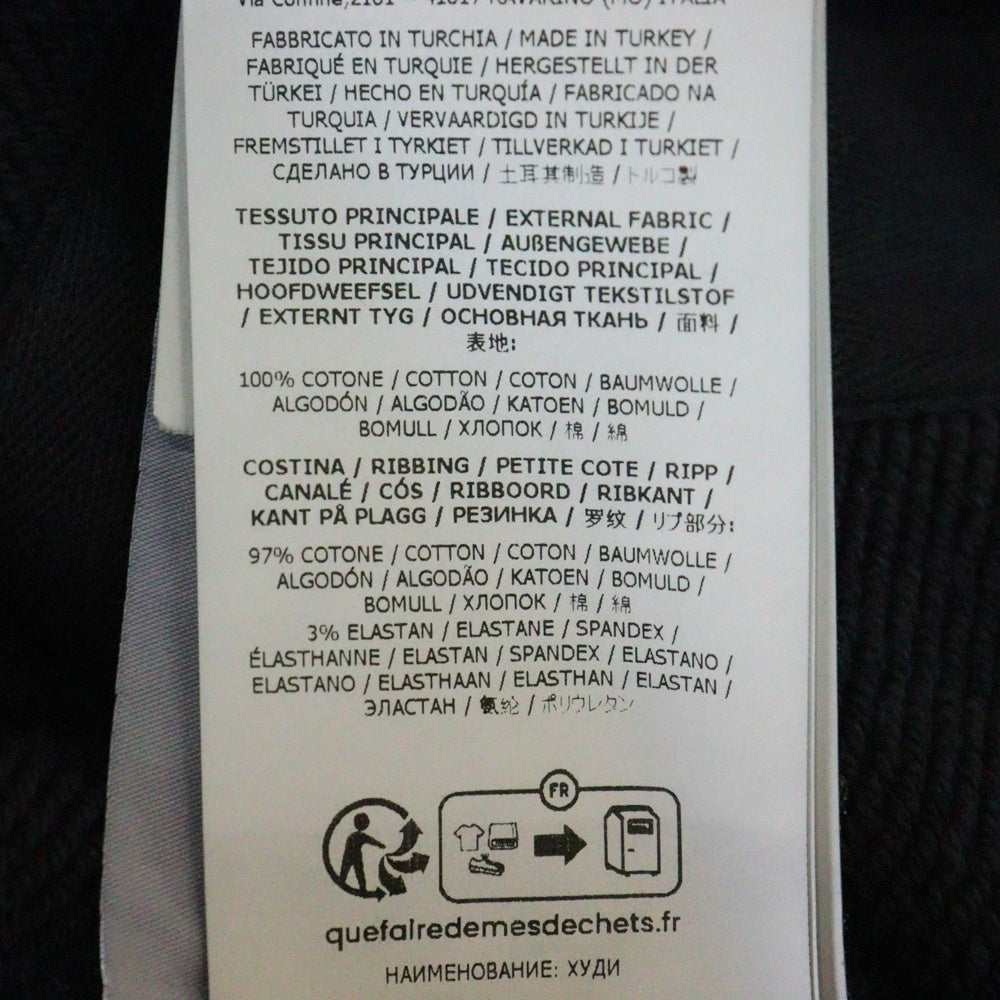 FABBRICATO IN TURCHIA / MADE IN TURKEY /
FABRIQUÉ EN TURQUIE / HERGESTELLT IN DER
TÜRKEI / HECHO EN TURQUÍA / FABRICADO NA
TURQUIA / VERVAARDIGD IN TURKIJE /
FREMSTILLET I TYRKIET / TILLVERKAD I TURKIET /
СДЕЛАНО В ТУРЦИИ / 土耳其制造 / トルコ製
TESSUTO PRINCIPALE / EXTERNAL FABRIC /
TISSU PRINCIPAL / AUßENGEWEBE /
TEJIDO PRINCIPAL / TECIDO PRINCIPAL /
HOOFDWEEFSEL / UDVENDIGT TEKSTILSTOF
/ EXTERNT TYG / ОСНОВНАЯ ТКАНЬ / 面料 /
表地:
100% COTONE / COTTON / COTON / BAUMWOLLE /
ALGODÓN / ALGODÃO / KATOEN / BOMULD /
BOMULL / ХЛОПОК / 棉 / 綿
COSTINA / RIBBING / PETITE COTE / RIPP /
CANALÉ / CÓS / RIBBOORD / RIBKANT /
KANT PÅ PLAGG / РЕЗИНКА / 罗纹 / リブ部分:
97% COTONE / COTTON / COTON / BAUMWOLLE /
ALGODÓN / ALGODÃO / KATOEN / BOMULD /
BOMULL / ХЛОПОК / 棉 / 綿
3% ELASTAN / ELASTANE / SPANDEX /
ÉLASTHANNE / ELASTAN / SPANDEX / ELASTANO /
ELASTANO / ELASTHAAN / ELASTHAN / ELASTAN /
ЭЛАСТАН / 氨纶 / ポリウレタン
FR
quefairedemesdechets.fr
НАИМЕНОВАНИЕ: ХУДИ